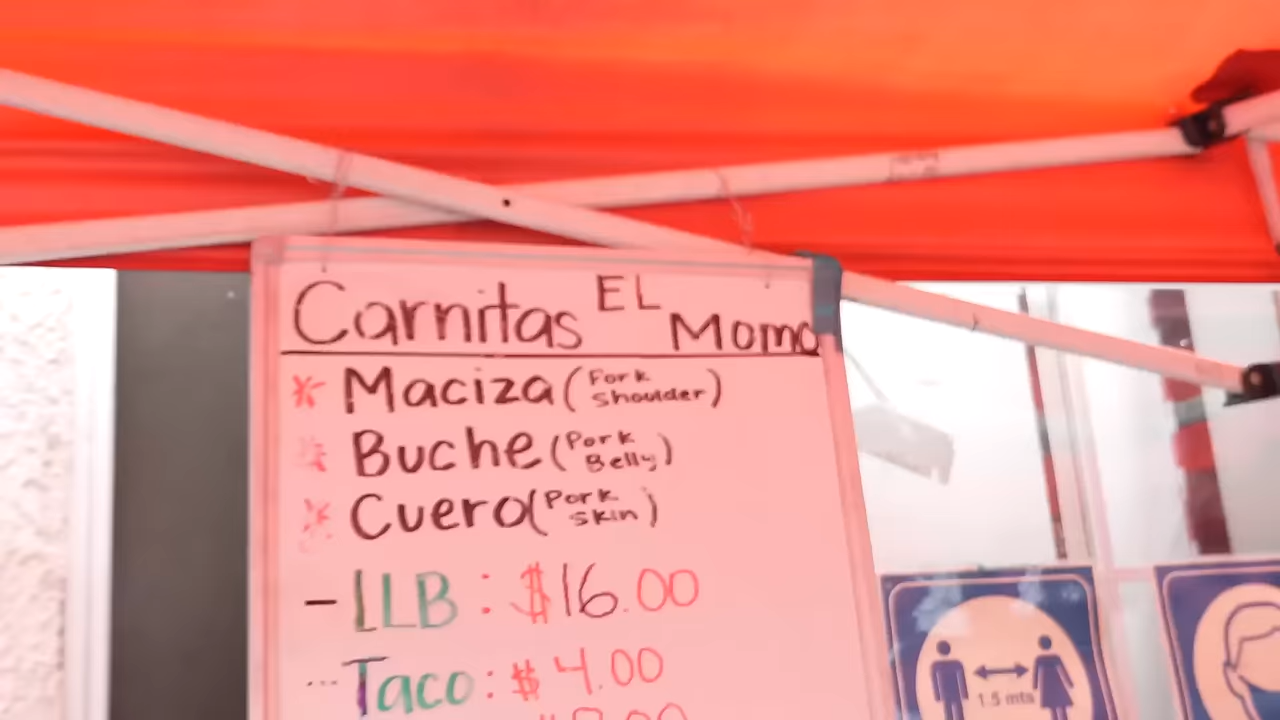 Carnitas EL Momo
* Maciza (Pork Shoulder)
* Buche (Pork Belly)
* Cuero (Pork Skin)
- 1LB : $16.00
- Taco : $4.00
1.5 mts